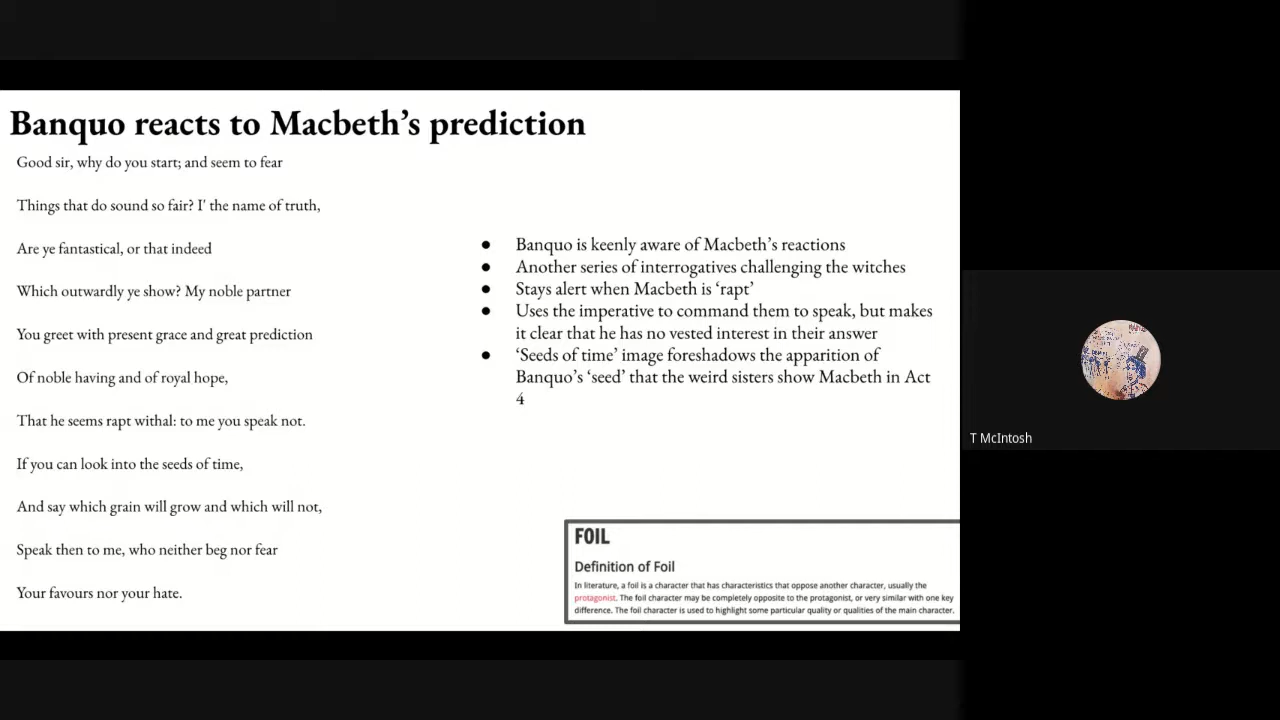 Banquo reacts to Macbeth's prediction
Good sir, why do you start; and seem to fear
Things that do sound so fair? I' the name of truth,
Are ye fantastical, or that indeed
Which outwardly ye show? My noble partner
You greet with present grace and great prediction
Of noble having and of royal hope,
That he seems rapt withal: to me you speak not.
If you can look into the seeds of time,
And say which grain will grow and which will not,
Speak then to me, who neither beg nor fear
Your favours nor your hate.
● Banquo is keenly aware of Macbeth's reactions
● Another series of interrogatives challenging the witches
● Stays alert when Macbeth is ‘rapt’
● Uses the imperative to command them to speak, but makes
it clear that he has no vested interest in their answer
● ‘Seeds of time’ image foreshadows the apparition of
Banquo's ‘seed’ that the weird sisters show Macbeth in Act
4
FOIL
Definition of Foil
In literature, a foil is a character that has characteristics that oppose another character, usually the
protagonist. The foil character may be completely opposite to the protagonist, or very similar with one key
difference. The foil character is used to highlight some particular quality or qualities of the main character.
T McIntosh